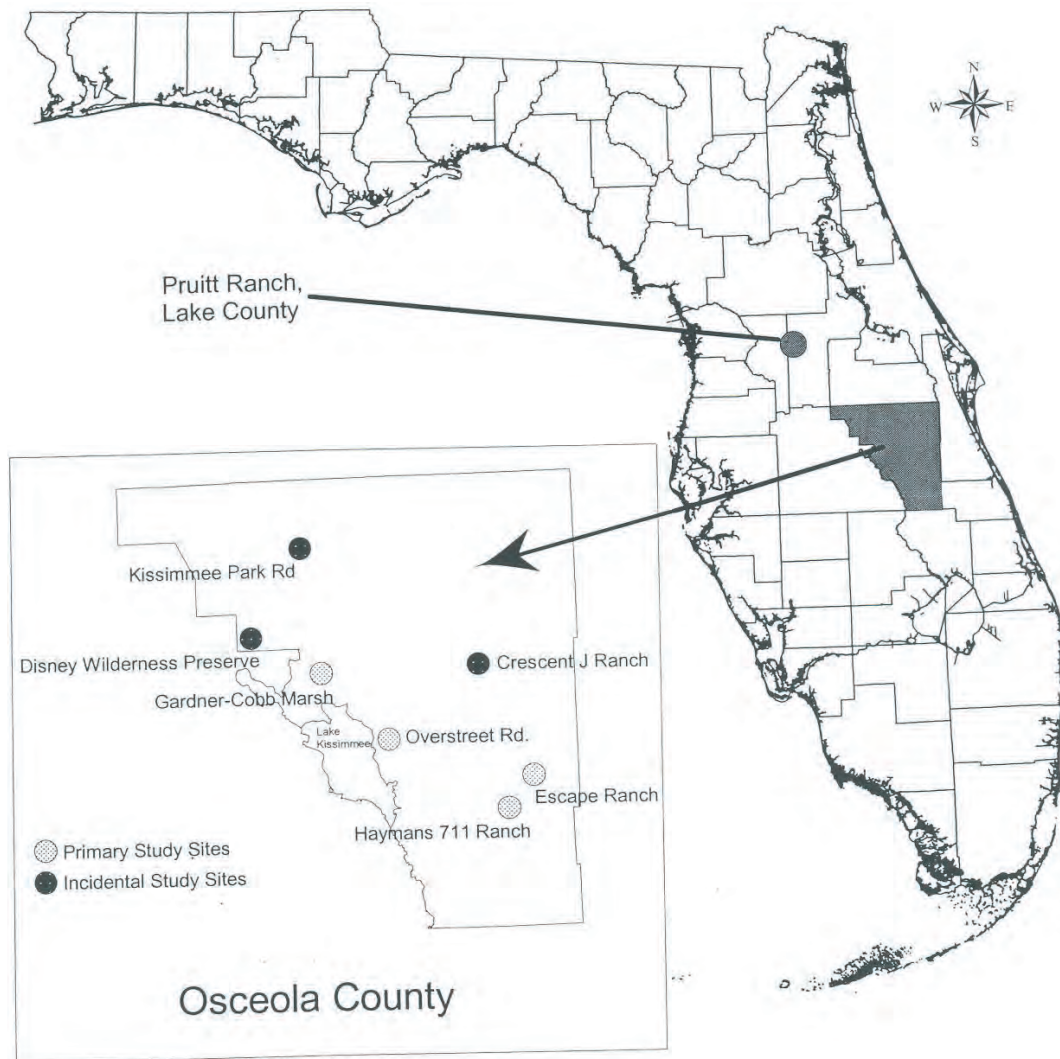 N
W E
S
Pruitt Ranch,
Lake County
Kissimmee Park Rd
Disney Wilderness Preserve
Crescent J Ranch
Gardner-Cobb Marsh
Lake
Kissimmee
Overstreet Rd.
Escape Ranch
Haymans 711 Ranch
Primary Study Sites
Incidental Study Sites
Osceola County